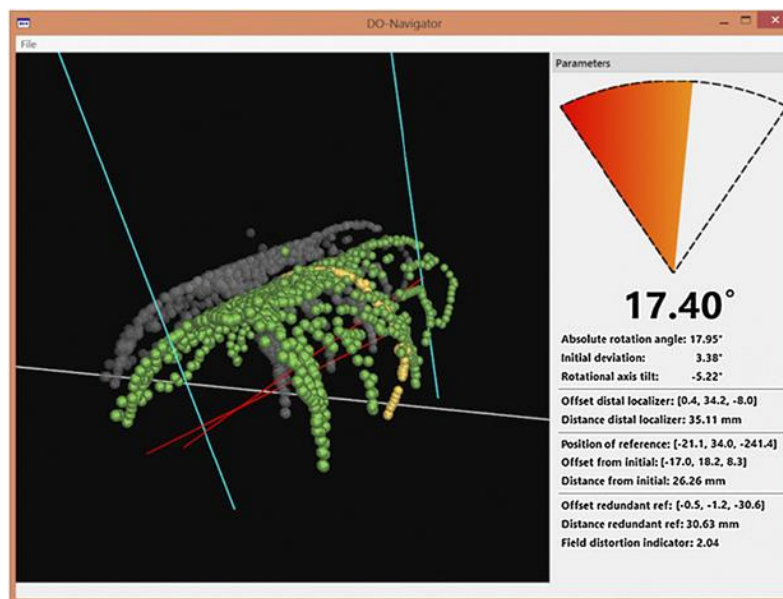 DO-Navigator
File
Parameters
17.40°
Absolute rotation angle: 17.95°
Initial deviation: 3.38°
Rotational axis tilt: -5.22°
Offset distal localizer: [0.4, 34.2, -8.0]
Distance distal localizer: 35.11 mm
Position of reference: [-21.1, 34.0, -241.4]
Offset from initial: [-17.0, 18.2, 8.3]
Distance from initial: 26.26 mm
Offset redundant ref: [-0.5, -1.2, -30.6]
Distance redundant ref: 30.63 mm
Field distortion indicator: 2.04